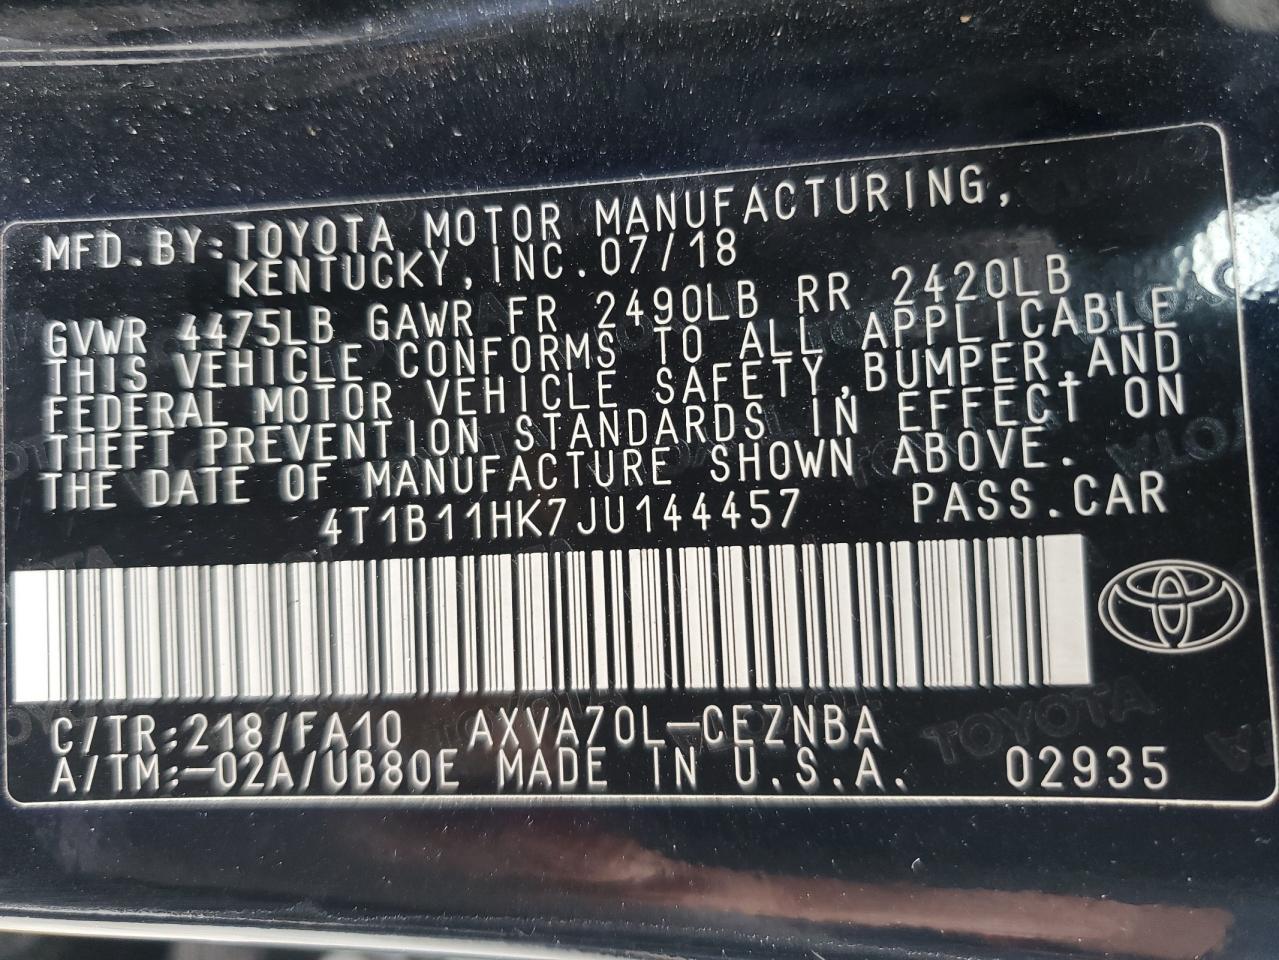 MFD.BY:TOYOTA MOTOR MANUFACTURING,
KENTUCKY, INC.07/18
GVWR 4475LB GAWR FR 2490LB RR 2420LB
THIS VEHICLE CONFORMS TO ALL APPLICABLE
FEDERAL MOTOR VEHICLE SAFETY,BUMPER,AND
THEFT PREVENTION STANDARDS IN EFFECT ON
THE DATE OF MANUFACTURE SHOWN ABOVE.
4T1B11HK7JU144457 PASS.CAR
C/TR:218/FA10 AXVA70L-CEZNBA
A/TM:-02A/UB80E MADE IN U.S.A. 02935
TOYOTA